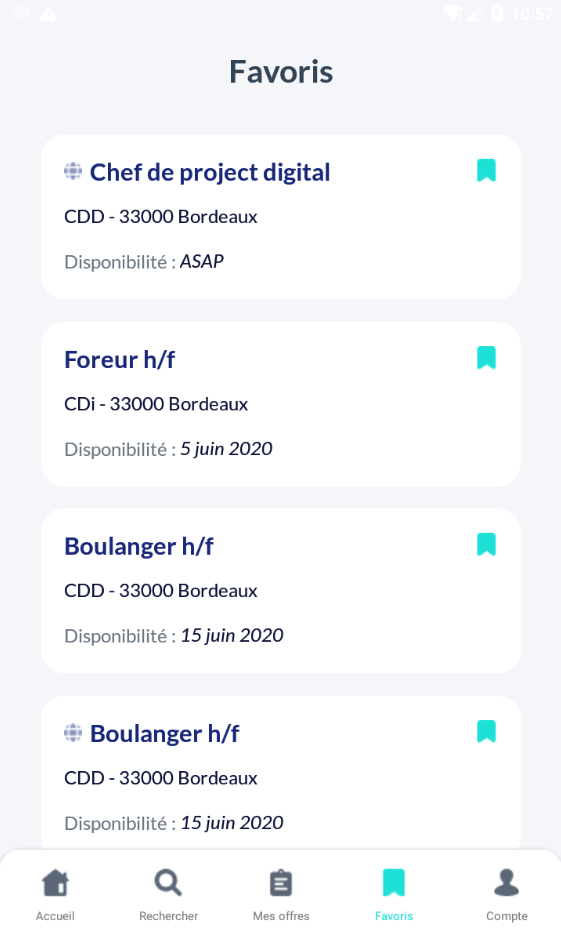 10:57
Favoris
Chef de project digital
CDD - 33000 Bordeaux
Disponibilité : ASAP
Foreur h/f
CDi - 33000 Bordeaux
Disponibilité : 5 juin 2020
Boulanger h/f
CDD - 33000 Bordeaux
Disponibilité : 15 juin 2020
Boulanger h/f
CDD - 33000 Bordeaux
Disponibilité : 15 juin 2020
Accueil Rechercher Mes offres Favoris Compte